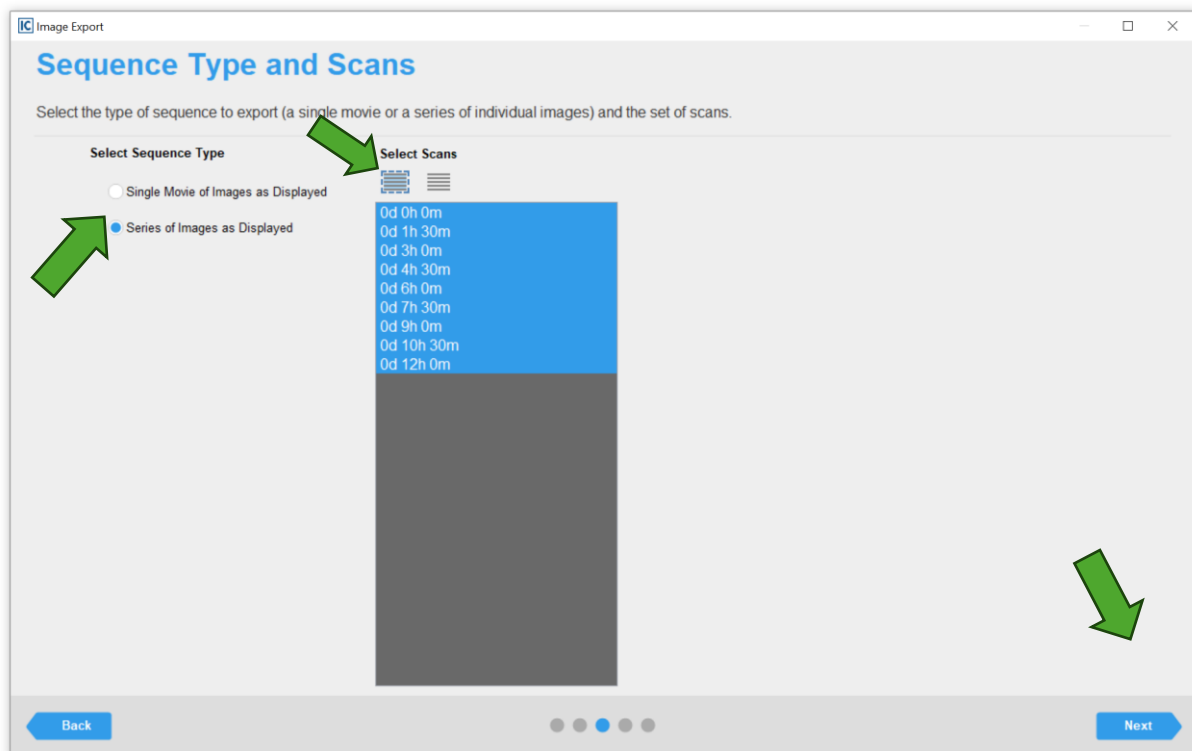 IC Image Export
Sequence Type and Scans
Select the type of sequence to export (a single movie or a series of individual images) and the set of scans.
Select Sequence Type
Single Movie of Images as Displayed
Series of Images as Displayed
Select Scans
0d 0h 0m
0d 1h 30m
0d 3h 0m
0d 4h 30m
0d 6h 0m
0d 7h 30m
0d 9h 0m
0d 10h 30m
0d 12h 0m
Back
Next